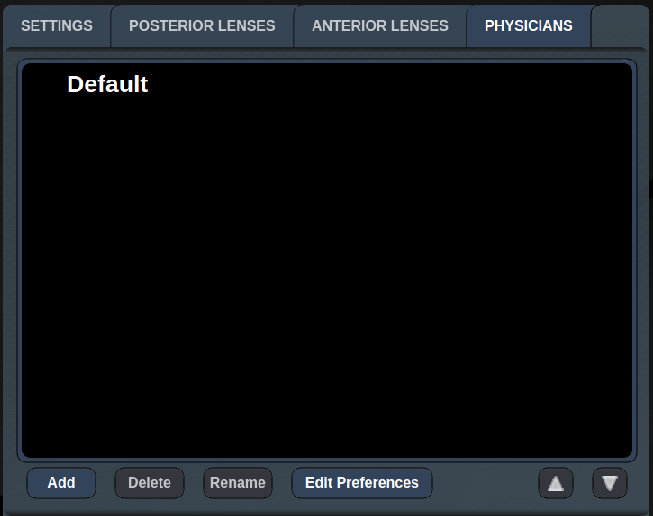 SETTINGS POSTERIOR LENSES ANTERIOR LENSES PHYSICIANS
Default
Add Delete Rename Edit Preferences